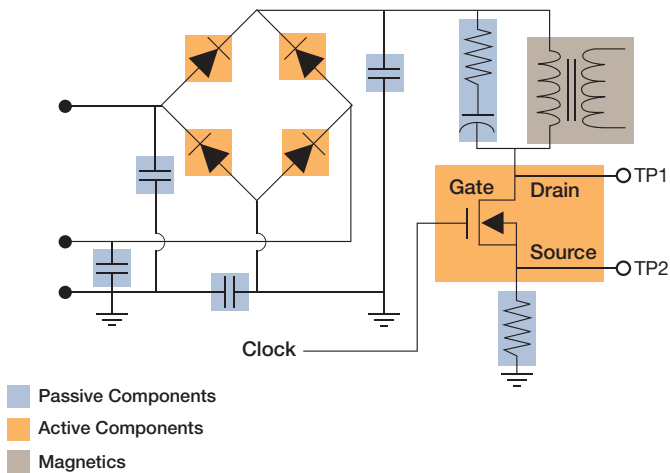 Gate
Drain
TP1
Source
TP2
Clock
Passive Components
Active Components
Magnetics